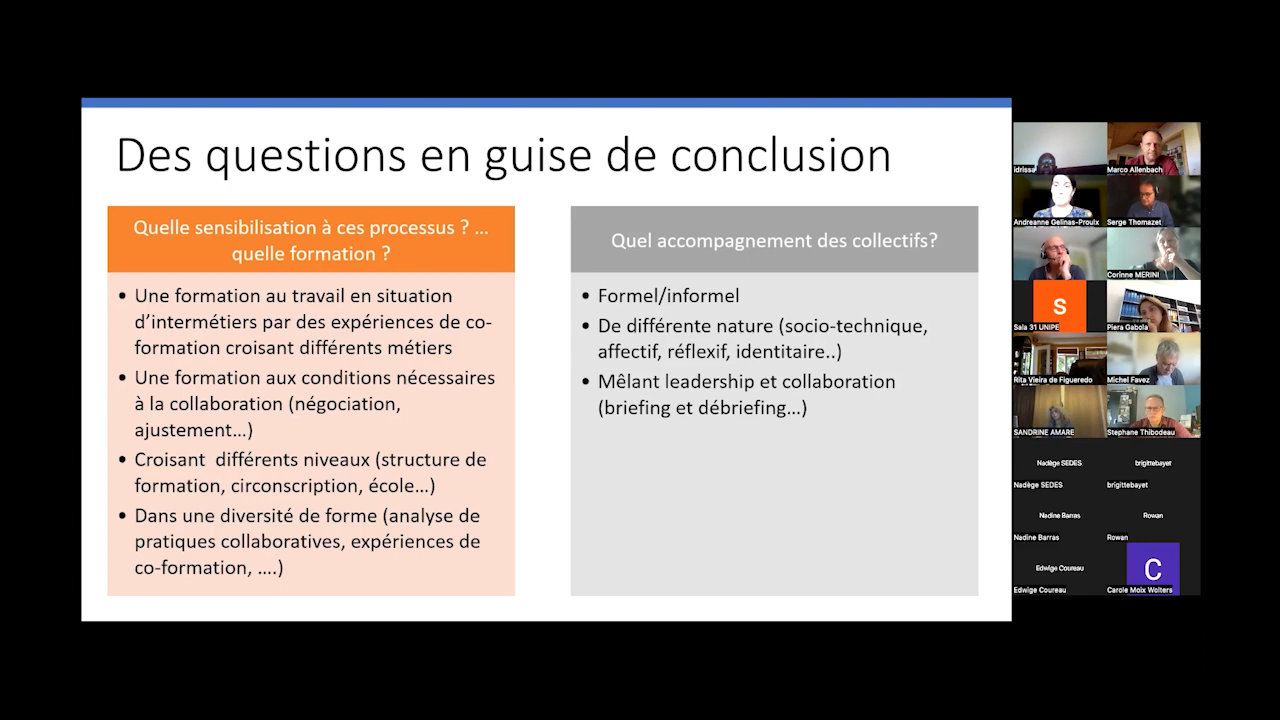 Des questions en guise de conclusion
Quelle sensibilisation à ces processus ? ...
quelle formation ?
• Une formation au travail en situation
d'intermétiers par des expériences de co-
formation croisant différents métiers
• Une formation aux conditions nécessaires
à la collaboration (négociation,
ajustement...)
• Croisant différents niveaux (structure de
formation, circonscription, école...)
• Dans une diversité de forme (analyse de
pratiques collaboratives, expériences de
co-formation, ....)
Quel accompagnement des collectifs?
• Formel/informel
• De différente nature (socio-technique,
affectif, réflexif, identitaire..)
• Mêlant leadership et collaboration
(briefing et débriefing...)
idrissa
Marco Allenbach
Andreanne Gelinas-Proulx
Serge Thomazet
Corinne MERINI
S
Sala 31 UNIPE
Piera Gabola
Rita Vieira de Figueredo
Michel Favez
SANDRINE AMARE
Stephane Thibodeau
Nadège SEDES
brigittebayet
Nadège SEDES
brigittebayet
Nadine Barras
Rowan
Nadine Barras
Rowan
Edwige Coureau
C
Edwige Coureau
Carole Moix Wolters